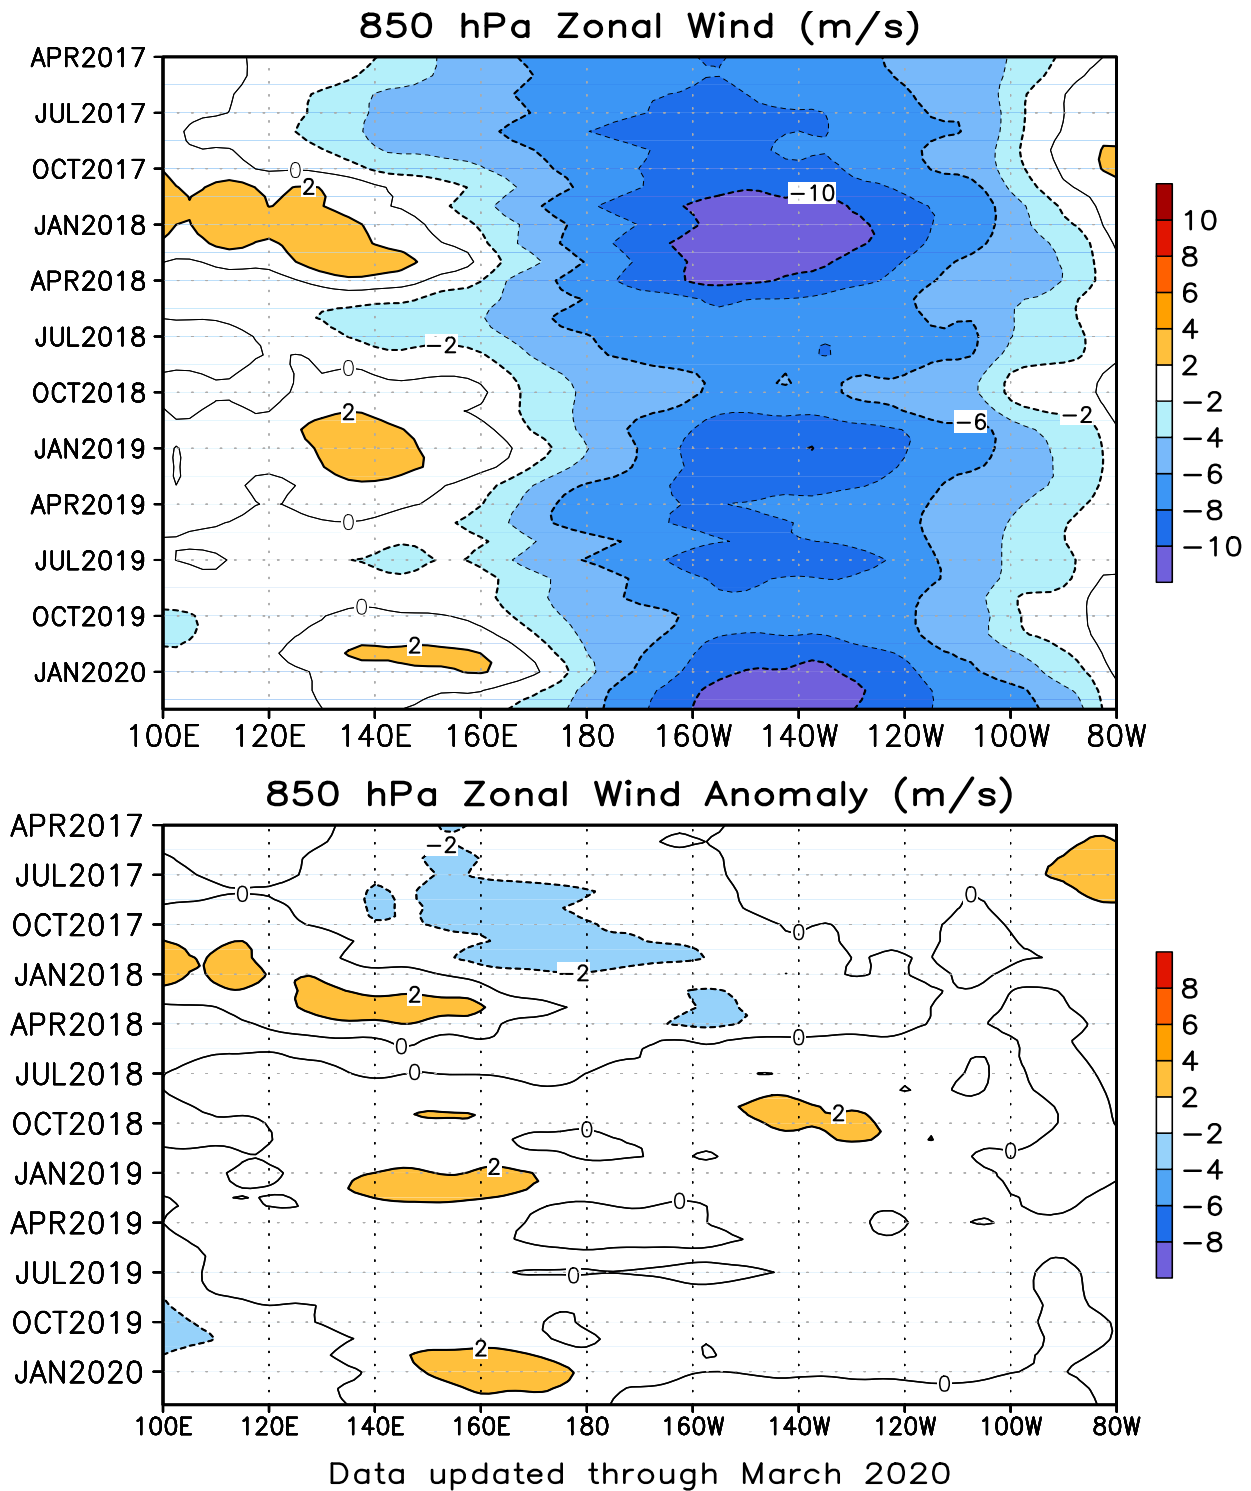 850 hPa Zonal Wind (m/s)
APR2017
JUL2017
OCT2017
0
2
-10
JAN2018
APR2018
JUL2018
-2
0
OCT2018
2
-6
-2
JAN2019
APR2019
0
JUL2019
OCT2019
0
2
JAN2020
100E 120E 140E 160E 180 160W 140W 120W 100W 80W
10
8
6
4
2
-2
-4
-6
-8
-10
850 hPa Zonal Wind Anomaly (m/s)
APR2017
-2
JUL2017
0
0
OCT2017
0
JAN2018
-2
2
APR2018
0
0
JUL2018
0
OCT2018
2
0
0
JAN2019
2
0
APR2019
JUL2019
0
OCT2019
2
JAN2020
0
100E 120E 140E 160E 180 160W 140W 120W 100W 80W
8
6
4
2
-2
-4
-6
-8
Data updated through March 2020